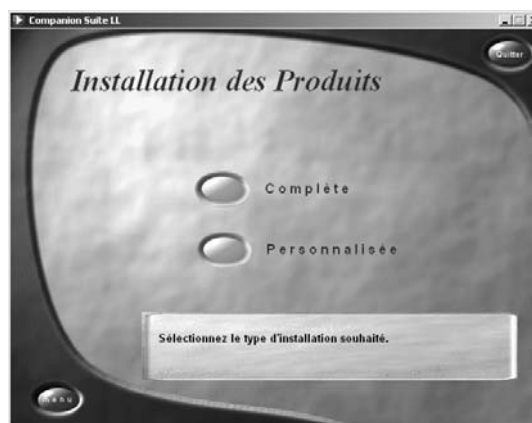 Companion Suite LL
Quitter
Installation des Produits
Complète
Personnalisée
Sélectionnez le type d'installation souhaité.
menu